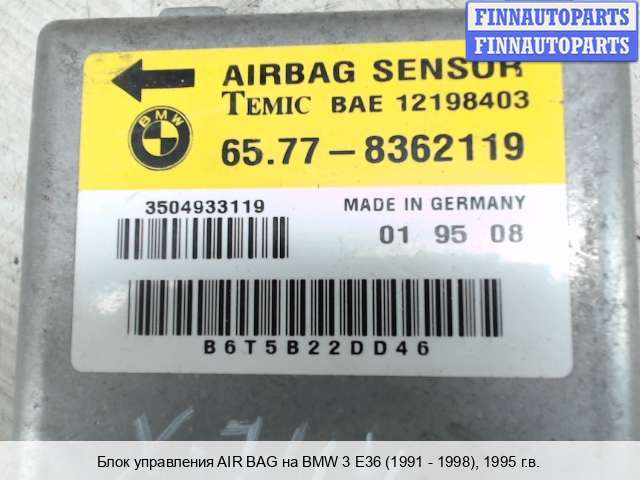 FINNAUTOPARTS
FINNAUTOPARTS
AIRBAG SENSOR
TEMIC BAE 12198403
BMW
65.77-8362119
3504933119
MADE IN GERMANY
01 95 08
B6T5B22DD46
Блок управления AIR BAG на BMW 3 E36 (1991 - 1998), 1995 г.в.